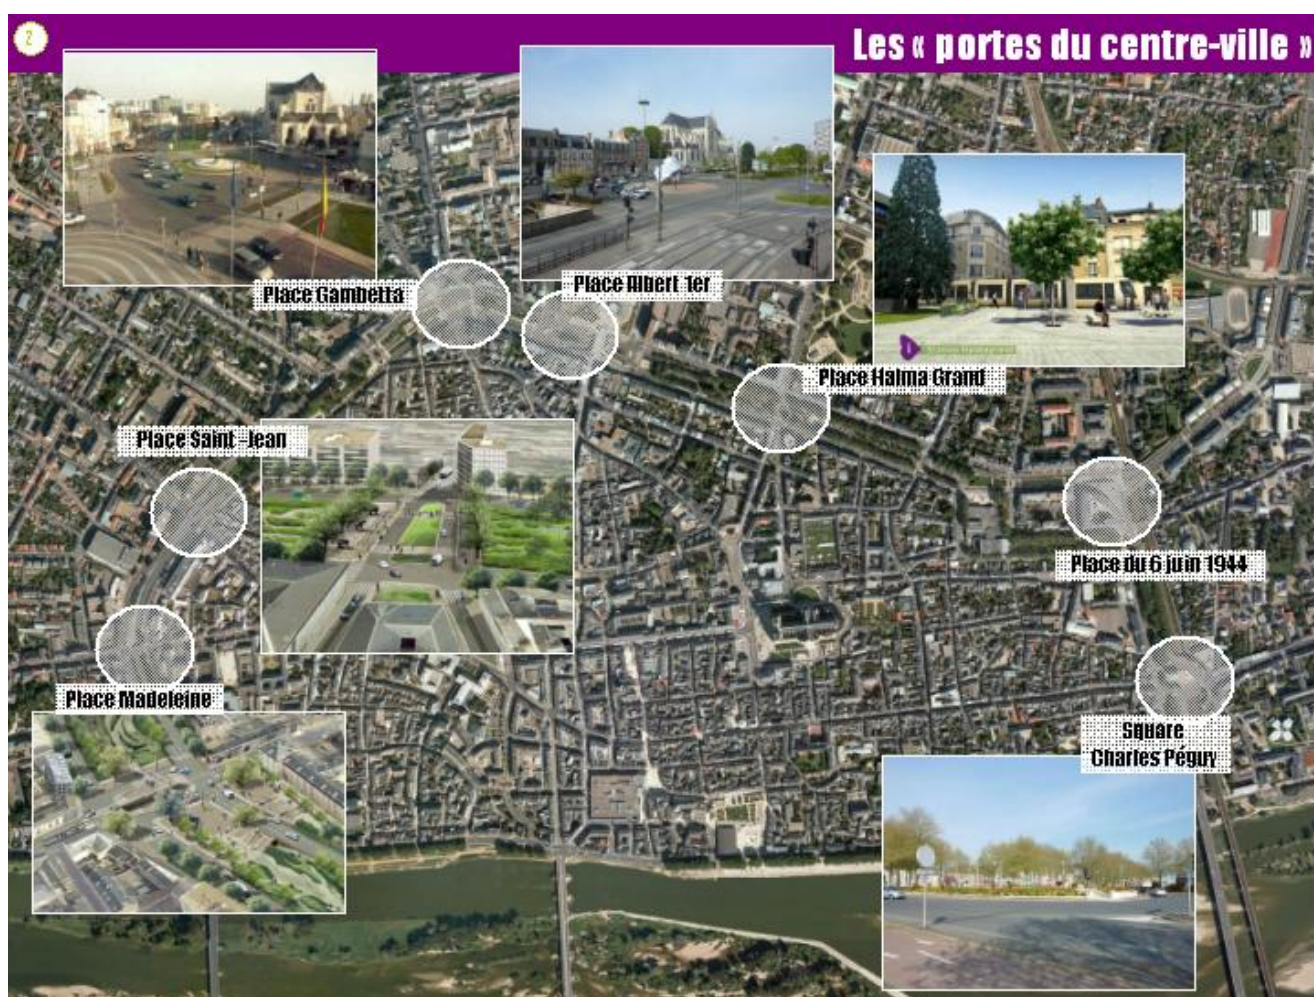 2
Les « portes du centre-ville »
Place Gambetta
Place Albert 1er
Place Halma Grand
Place Saint -Jean
Place du 6 juin 1944
Place Madeleine
Square
Charles Péguy